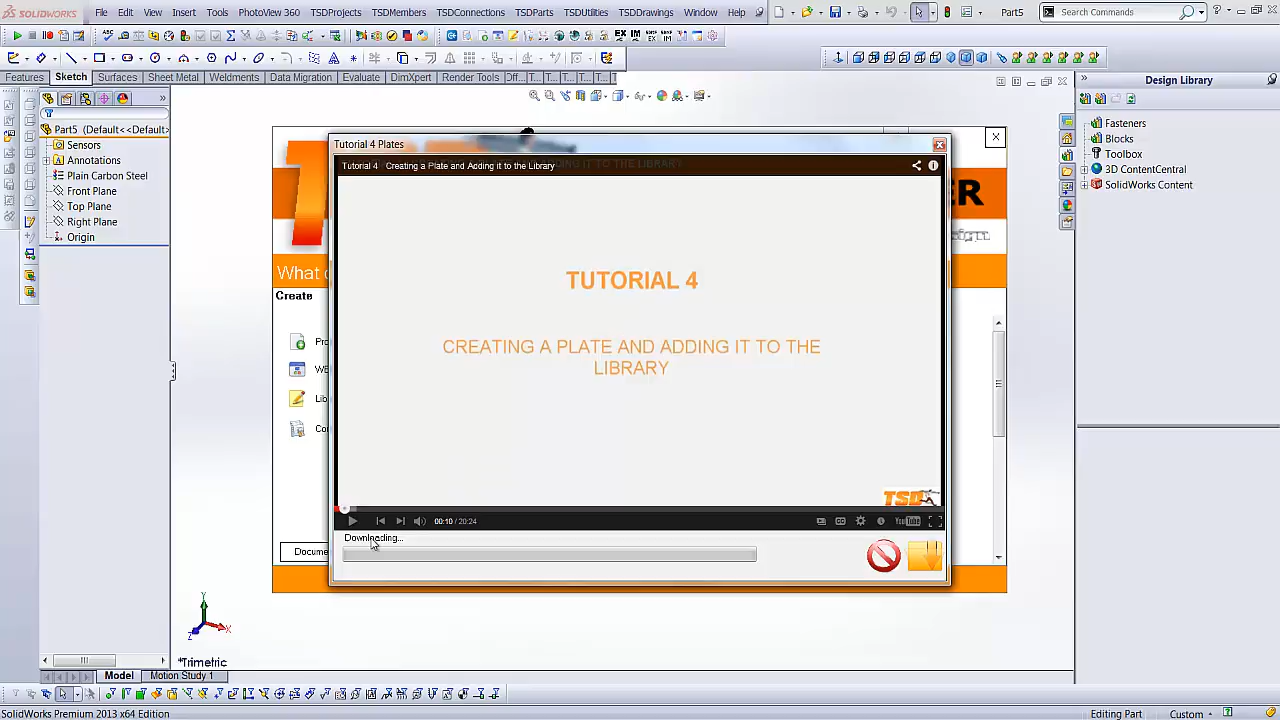 SOLIDWORKS File Edit View Insert Tools PhotoView 360 TSDProjects TSDMembers TSDConnections TSDParts TSDUtilities TSDDrawings Window Help Part5 Search Commands
Features Sketch Surfaces Sheet Metal Weldments Data Migration Evaluate DimXpert Render Tools Off... T... T... T... T... T
Design Library
Part5 (Default<<Default>
Sensors
Annotations
Plain Carbon Steel
Front Plane
Top Plane
Right Plane
Origin
Fasteners
Blocks
Toolbox
3D ContentCentral
SolidWorks Content
Tutorial 4 Plates
Tutorial 4 Creating a Plate and Adding it to the Library
ER
What
Create
TUTORIAL 4
CREATING A PLATE AND ADDING IT TO THE
LIBRARY
TSD
00:10 / 20:24
YouTube
Downloading...
Docume
*Trimetric
Model Motion Study 1
SolidWorks Premium 2013 x64 Edition Editing Part Custom